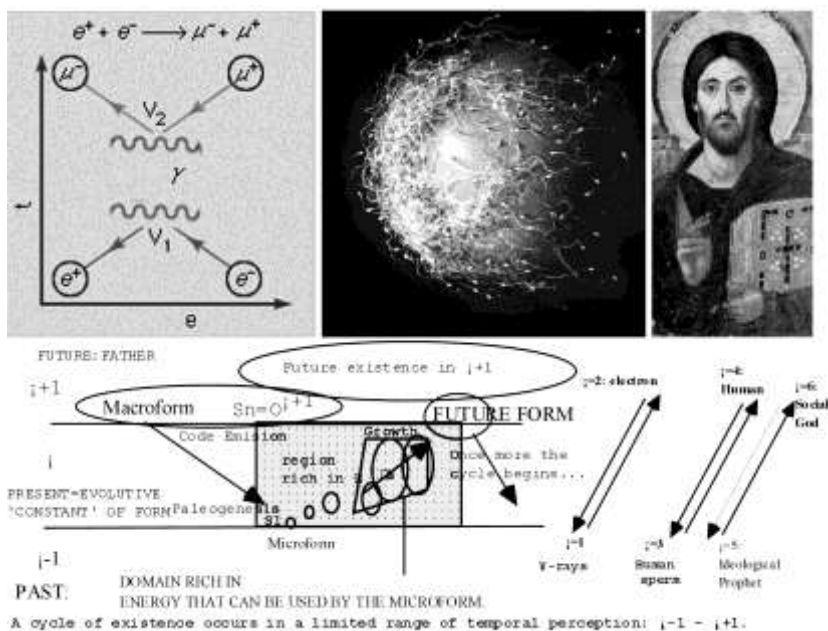 e⁺ + e⁻ → μ⁻ + μ⁺
μ⁻
μ⁺
V₂
γ
V₁
t
e⁺
e⁻
e
FUTURE: FATHER
Future existence in ¡+1
¡+1
Macroform
Sn=O¡+1
FUTURE FORM
Code Emision
Growth
¡
region
rich in
Once more the
cycle begins...
PRESENT=EVOLUTIVE
'CONSTANT' OF FORM
Paleogenesis
S1
Microform
¡-1
PAST:
DOMAIN RICH IN
ENERGY THAT CAN BE USED BY THE MICROFORM.
¡=2: electron
¡=4:
Human
¡=6:
Social
God
¡=1
¡=3
Human
sperm
¡=5:
Ideological
Prophet
A cycle of existence occurs in a limited range of temporal perception: ¡-1 - ¡+1.